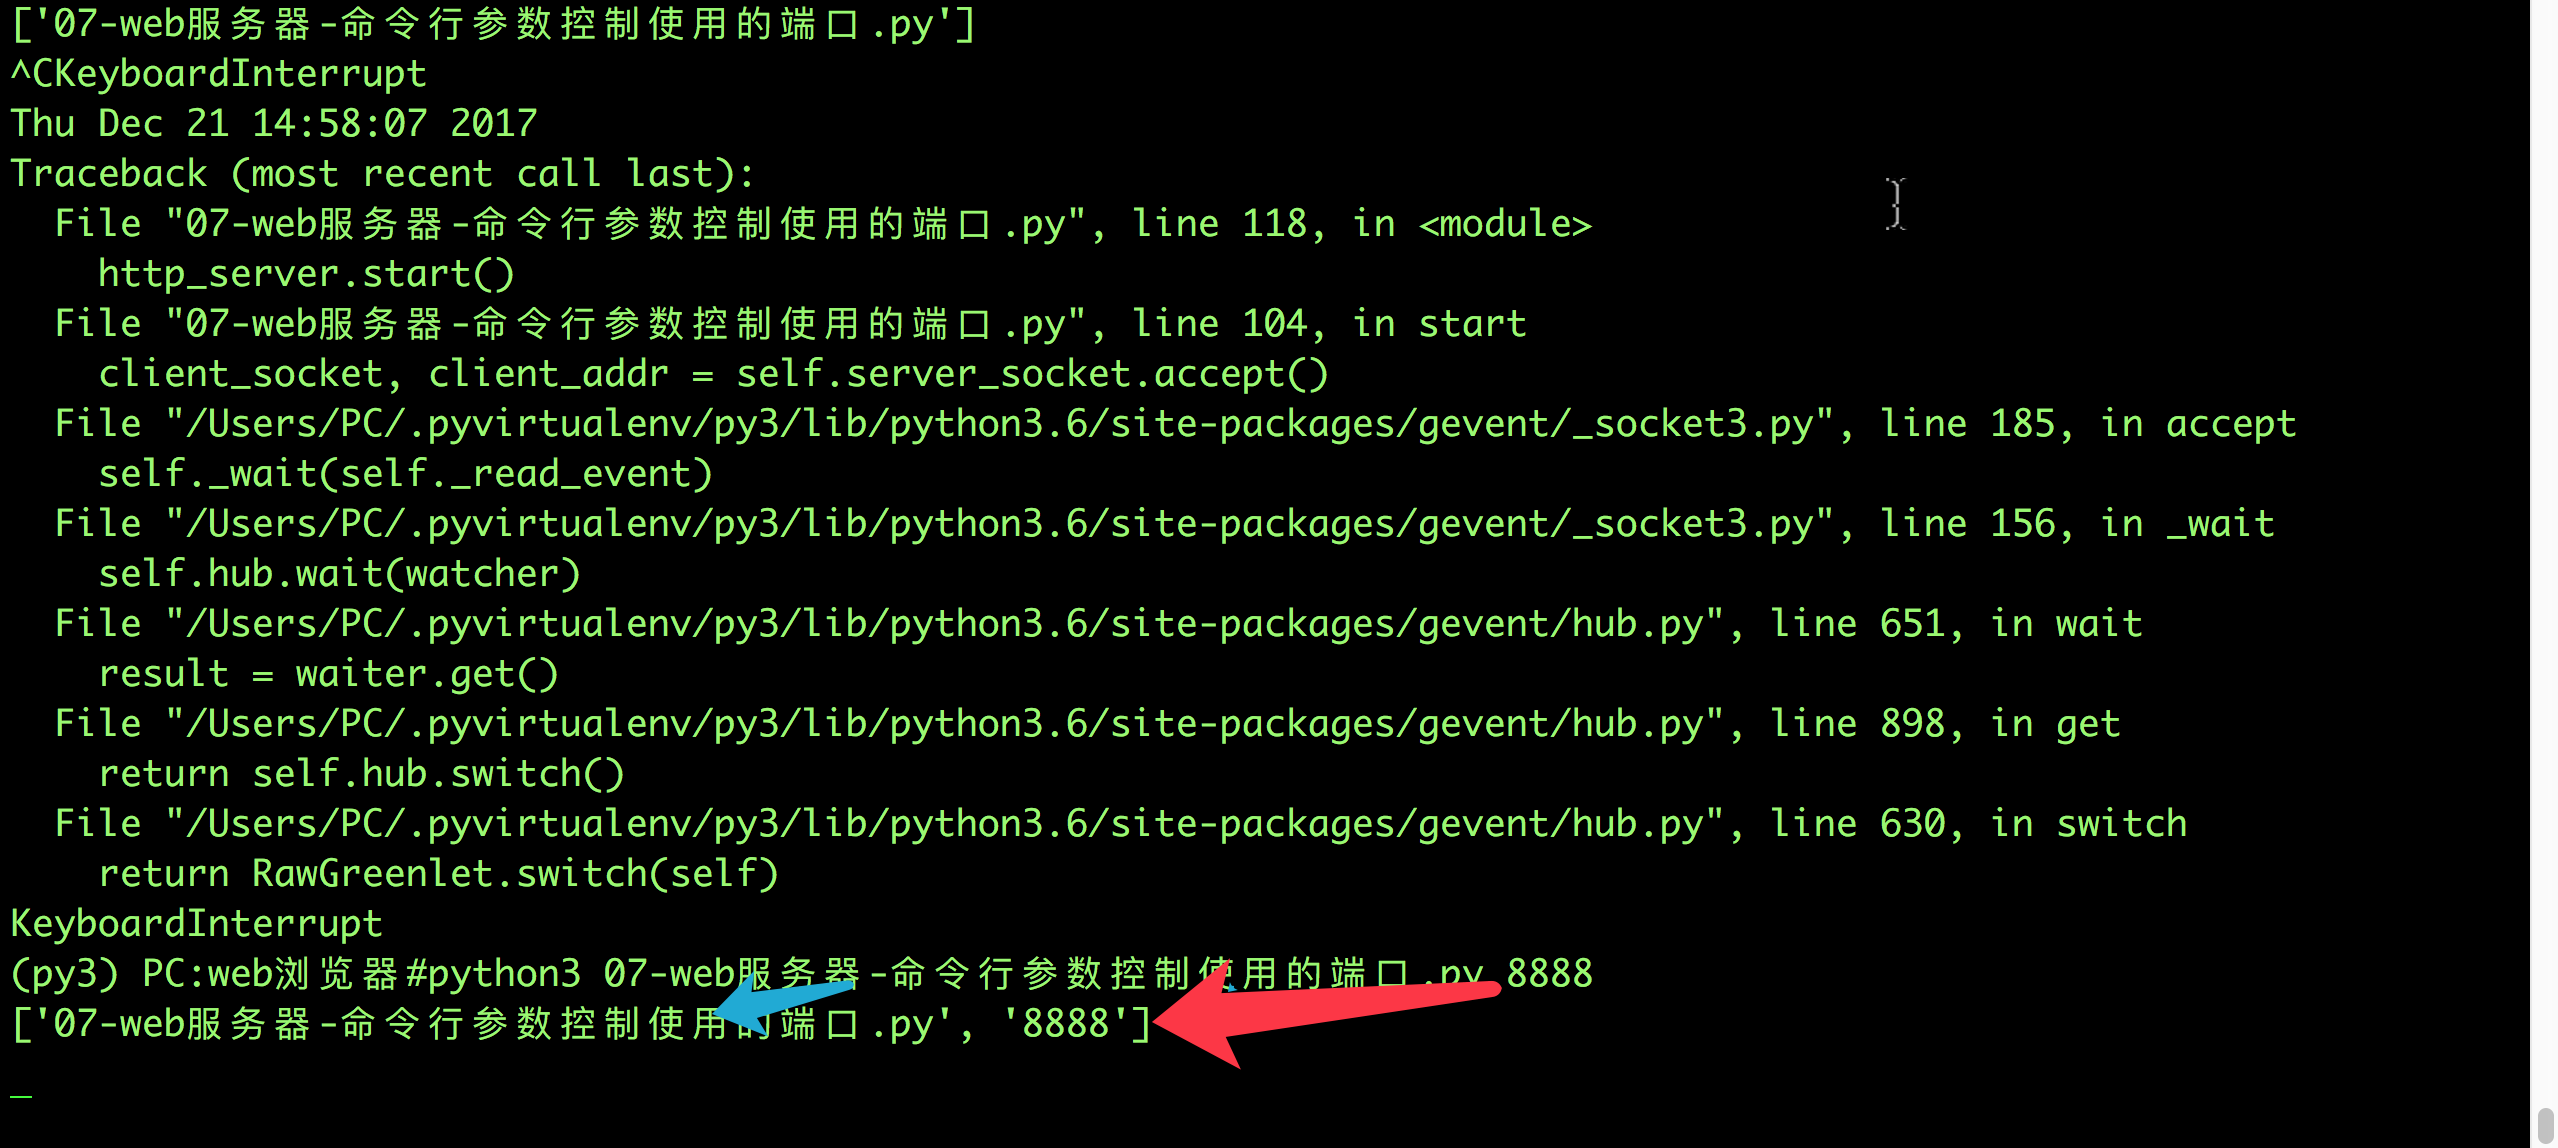 ['07-web服务器-命令行参数控制使用的端口.py']
^CKeyboardInterrupt
Thu Dec 21 14:58:07 2017
Traceback (most recent call last):
  File "07-web服务器-命令行参数控制使用的端口.py", line 118, in <module>
    http_server.start()
  File "07-web服务器-命令行参数控制使用的端口.py", line 104, in start
    client_socket, client_addr = self.server_socket.accept()
  File "/Users/PC/.pyvirtualenv/py3/lib/python3.6/site-packages/gevent/_socket3.py", line 185, in accept
    self._wait(self._read_event)
  File "/Users/PC/.pyvirtualenv/py3/lib/python3.6/site-packages/gevent/_socket3.py", line 156, in _wait
    self.hub.wait(watcher)
  File "/Users/PC/.pyvirtualenv/py3/lib/python3.6/site-packages/gevent/hub.py", line 651, in wait
    result = waiter.get()
  File "/Users/PC/.pyvirtualenv/py3/lib/python3.6/site-packages/gevent/hub.py", line 898, in get
    return self.hub.switch()
  File "/Users/PC/.pyvirtualenv/py3/lib/python3.6/site-packages/gevent/hub.py", line 630, in switch
    return RawGreenlet.switch(self)
KeyboardInterrupt
(py3) PC:web浏览器#python3 07-web服务器-命令行参数控制使用的端口.py 8888
['07-web服务器-命令行参数控制使用的端口.py', '8888']